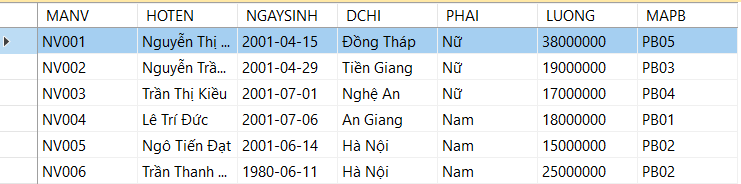 MANV HOTEN NGAYSINH DCHI PHAI LUONG MAPB
NV001 Nguyễn Thị ... 2001-04-15 Đồng Tháp Nữ 38000000 PB05
NV002 Nguyễn Trầ... 2001-04-29 Tiền Giang Nữ 19000000 PB03
NV003 Trần Thị Kiều 2001-07-01 Nghệ An Nữ 17000000 PB04
NV004 Lê Trí Đức 2001-07-06 An Giang Nam 18000000 PB01
NV005 Ngô Tiến Đạt 2001-06-14 Hà Nội Nam 15000000 PB02
NV006 Trần Thanh ... 1980-06-11 Hà Nội Nam 25000000 PB02